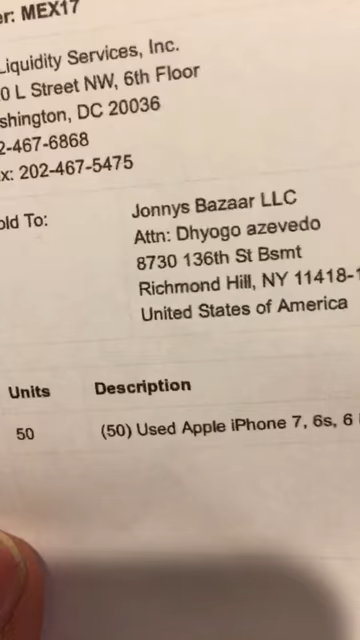 er: MEX17
Liquidity Services, Inc.
0 L Street NW, 6th Floor
shington, DC 20036
2-467-6868
x: 202-467-5475
old To:
Jonnys Bazaar LLC
Attn: Dhyogo azevedo
8730 136th St Bsmt
Richmond Hill, NY 11418-1
United States of America
Units Description
50 (50) Used Apple iPhone 7, 6s, 6